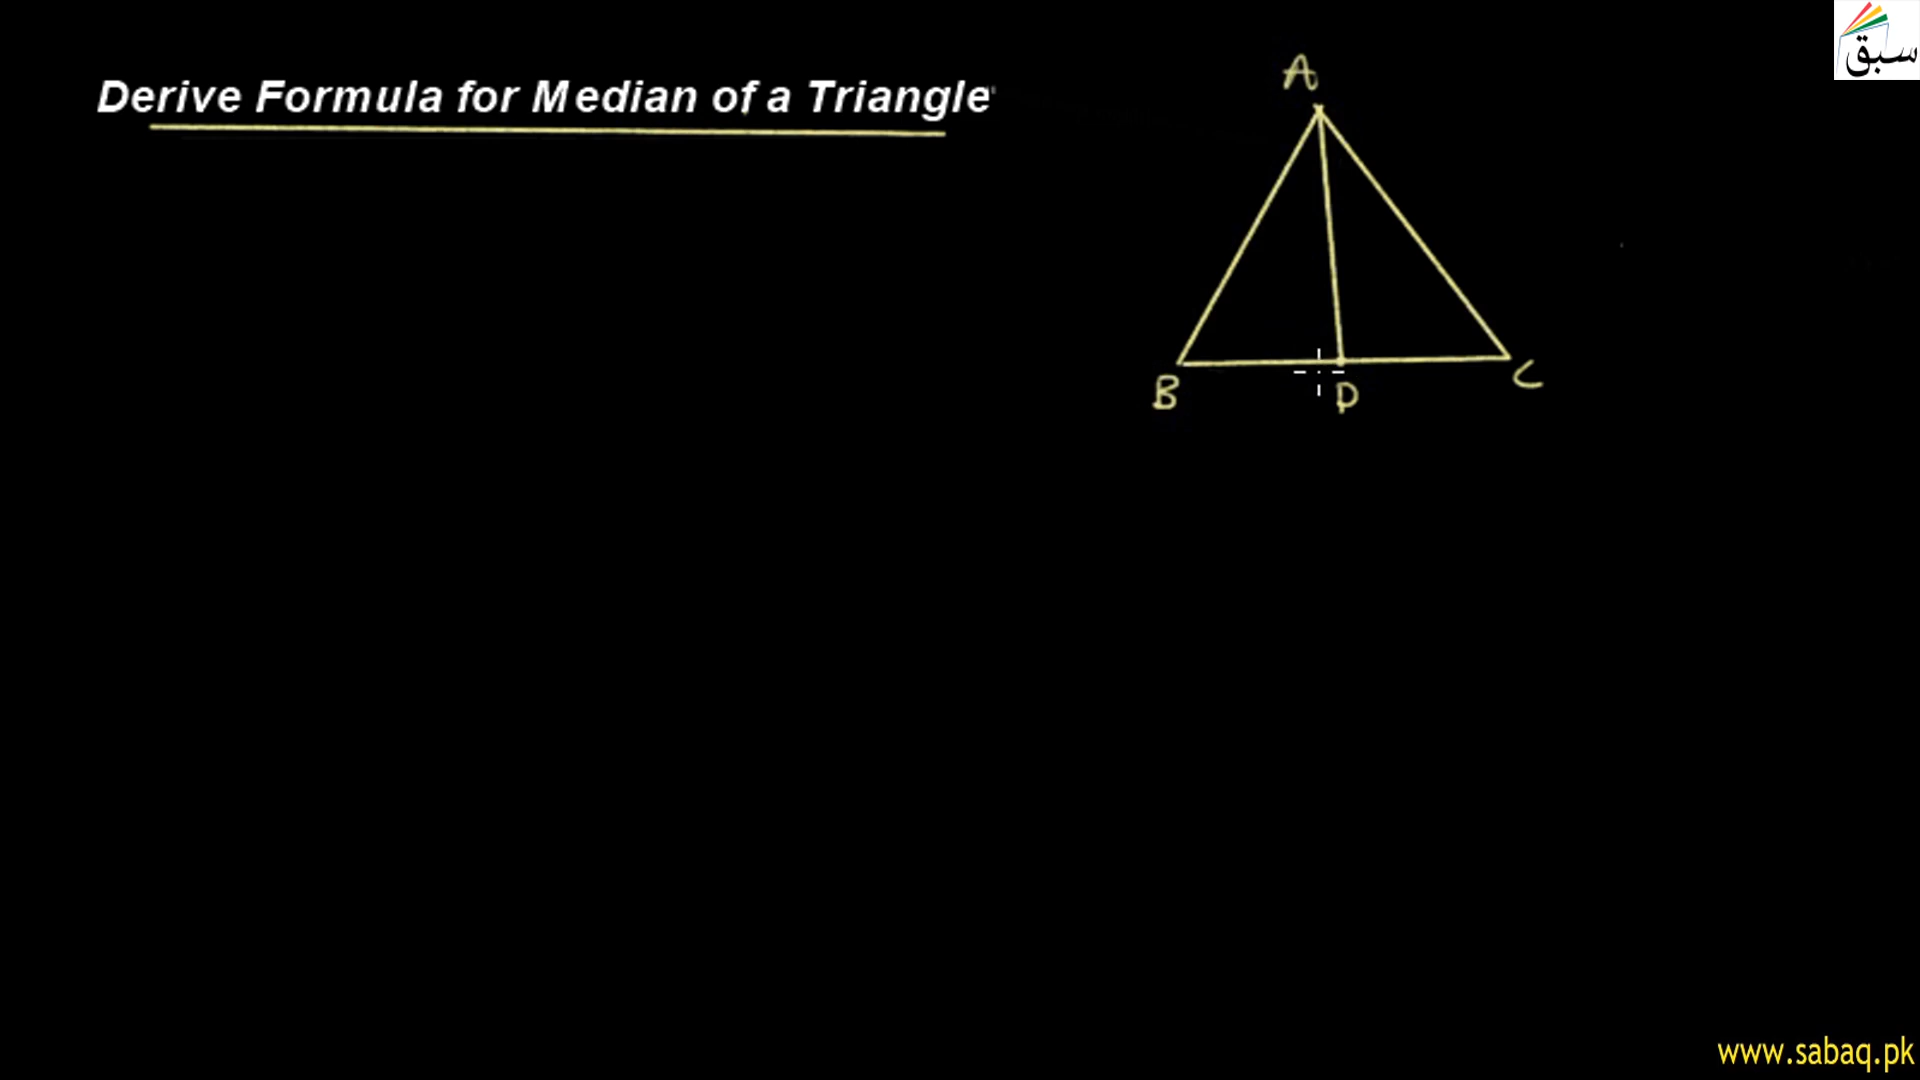 سبق
Derive Formula for Median of a Triangle
A
B
D
C
www.sabaq.pk